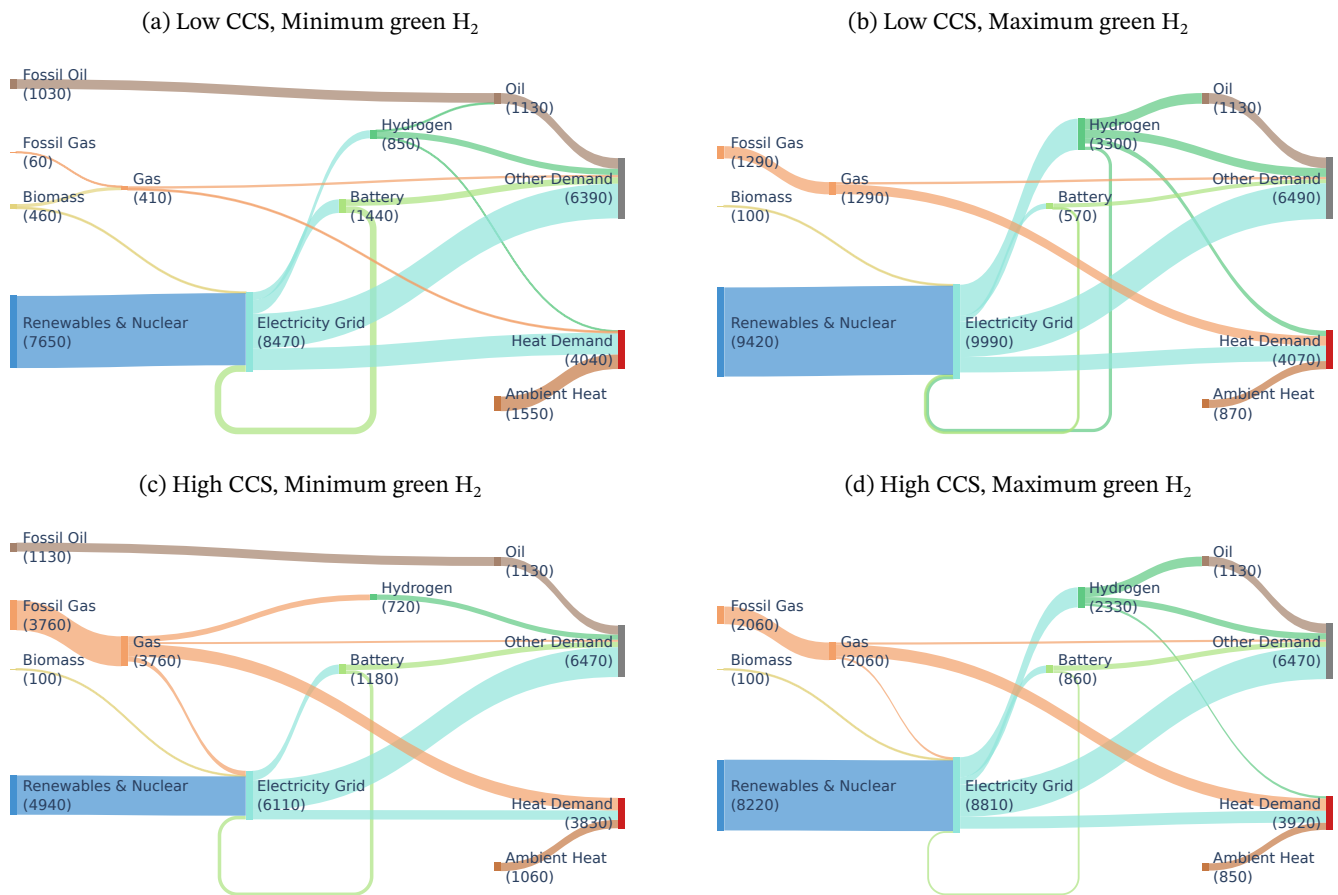 (a) Low CCS, Minimum green H₂
Fossil Oil
(1030)
Oil
(1130)
Hydrogen
(850)
Fossil Gas
(60)
Gas
(410)
Other Demand
(6390)
Biomass
(460)
Battery
(1440)
Renewables & Nuclear
(7650)
Electricity Grid
(8470)
Heat Demand
(4040)
Ambient Heat
(1550)
(b) Low CCS, Maximum green H₂
Oil
(1130)
Hydrogen
(3300)
Fossil Gas
(1290)
Gas
(1290)
Other Demand
(6490)
Biomass
(100)
Battery
(570)
Renewables & Nuclear
(9420)
Electricity Grid
(9990)
Heat Demand
(4070)
Ambient Heat
(870)
(c) High CCS, Minimum green H₂
Fossil Oil
(1130)
Oil
(1130)
Hydrogen
(720)
Fossil Gas
(3760)
Gas
(3760)
Other Demand
(6470)
Biomass
(100)
Battery
(1180)
Renewables & Nuclear
(4940)
Electricity Grid
(6110)
Heat Demand
(3830)
Ambient Heat
(1060)
(d) High CCS, Maximum green H₂
Oil
(1130)
Hydrogen
(2330)
Fossil Gas
(2060)
Gas
(2060)
Other Demand
(6470)
Biomass
(100)
Battery
(860)
Renewables & Nuclear
(8220)
Electricity Grid
(8810)
Heat Demand
(3920)
Ambient Heat
(850)